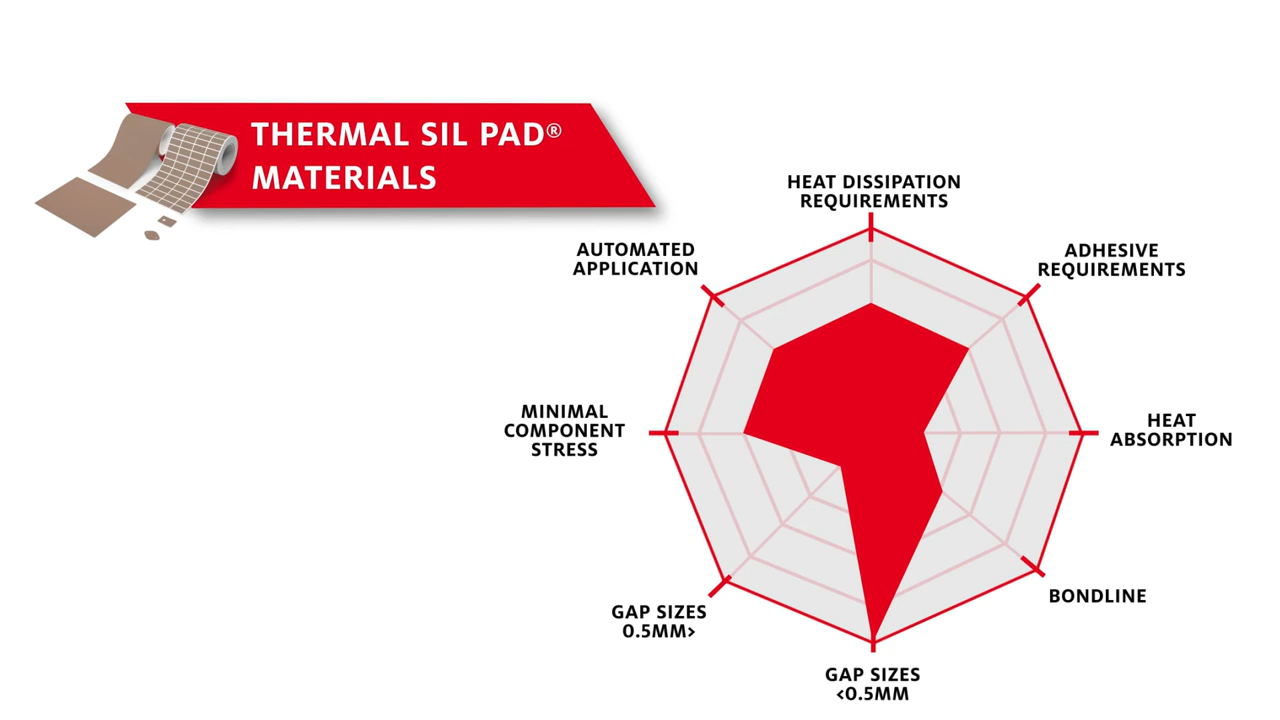 THERMAL SIL PAD®
MATERIALS
HEAT DISSIPATION
REQUIREMENTS
AUTOMATED
APPLICATION
ADHESIVE
REQUIREMENTS
MINIMAL
COMPONENT
STRESS
HEAT
ABSORPTION
BONDLINE
GAP SIZES
0.5MM>
GAP SIZES
<0.5MM